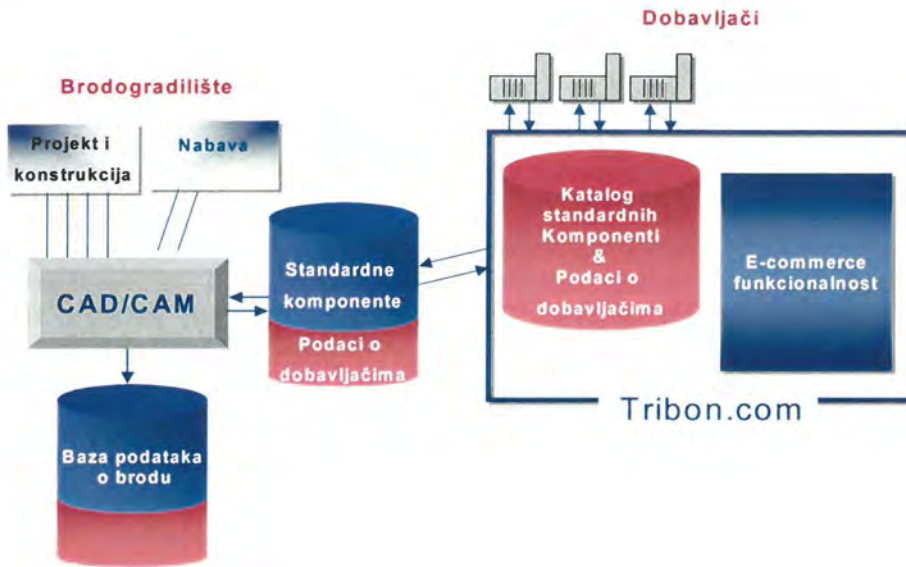 Dobavljači
Brodogradilište
Projekt i
konstrukcija
Nabava
CAD/CAM
Standardne
komponente
Podaci o
dobavljačima
Baza podataka
o brodu
Katalog
standardnih
Komponenti
&
Podaci o
dobavljačima
E-commerce
funkcionalnost
Tribon.com